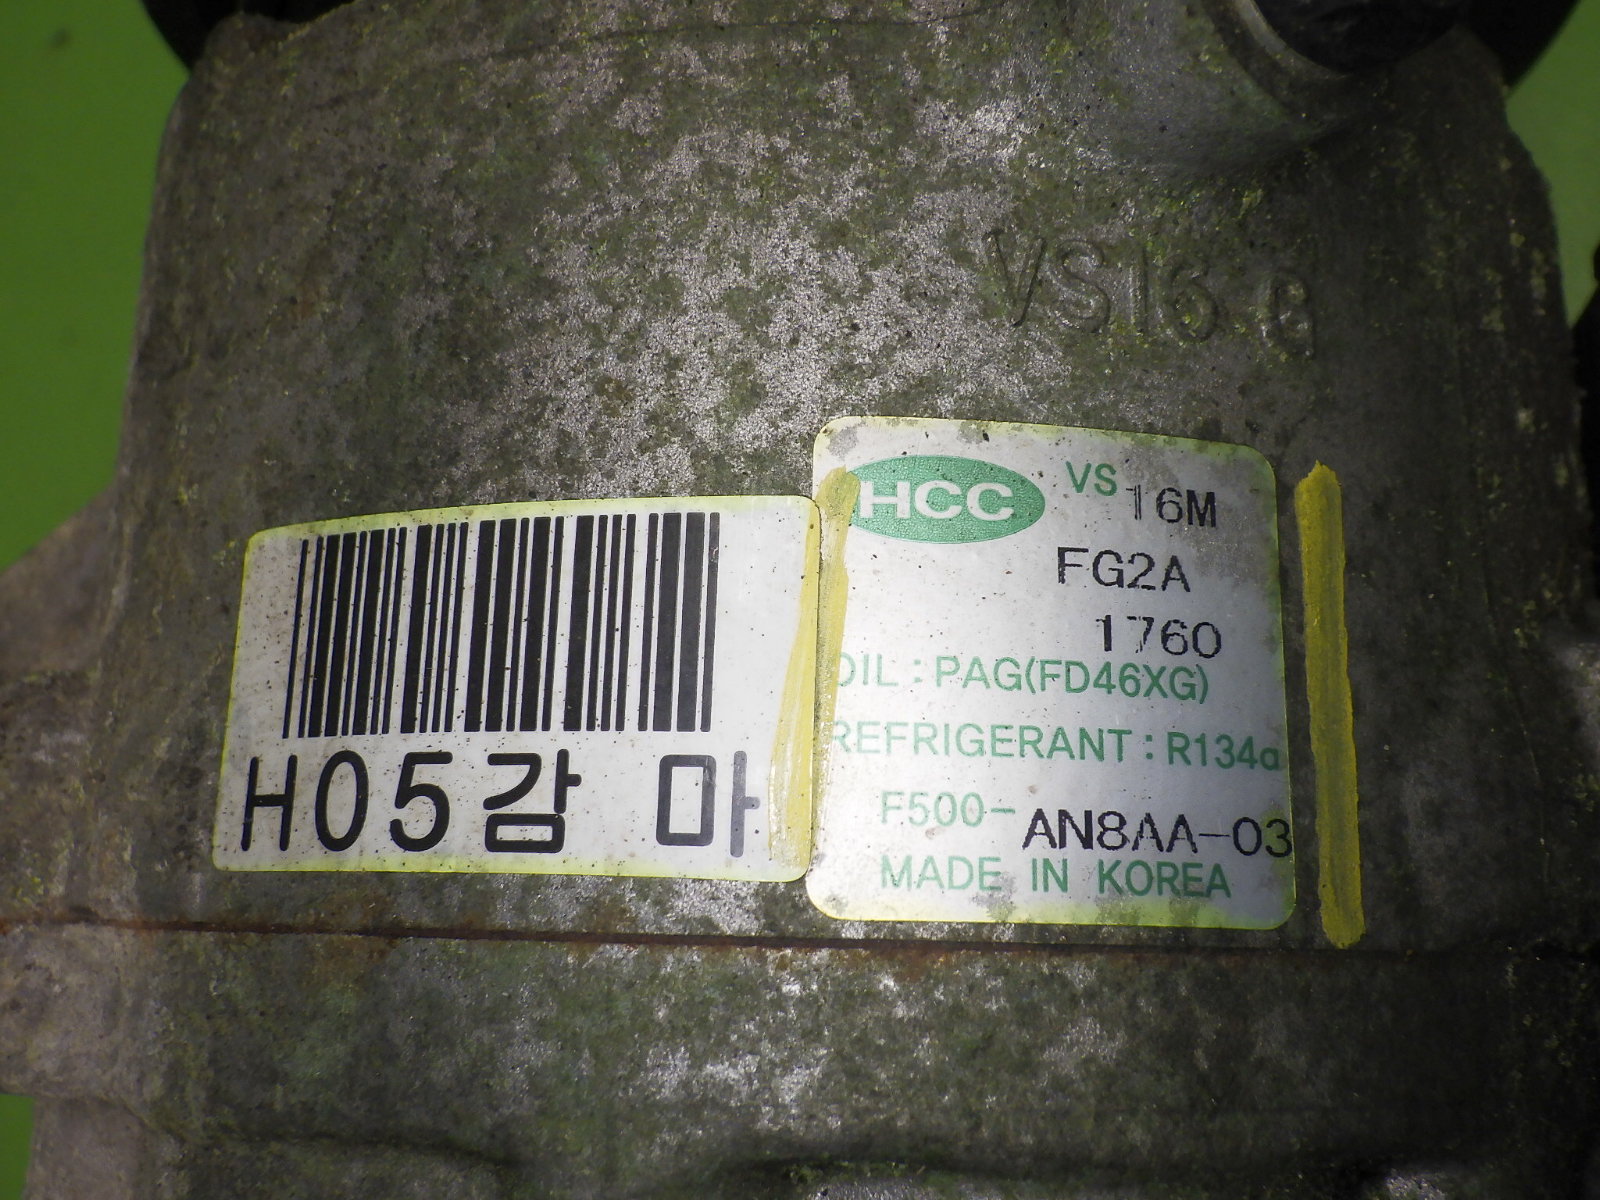 VS16 G
HCC VS 16M
FG2A
1760
OIL : PAG(FD46XG)
REFRIGERANT : R134a
F500-AN8AA-03
MADE IN KOREA
H05감 마